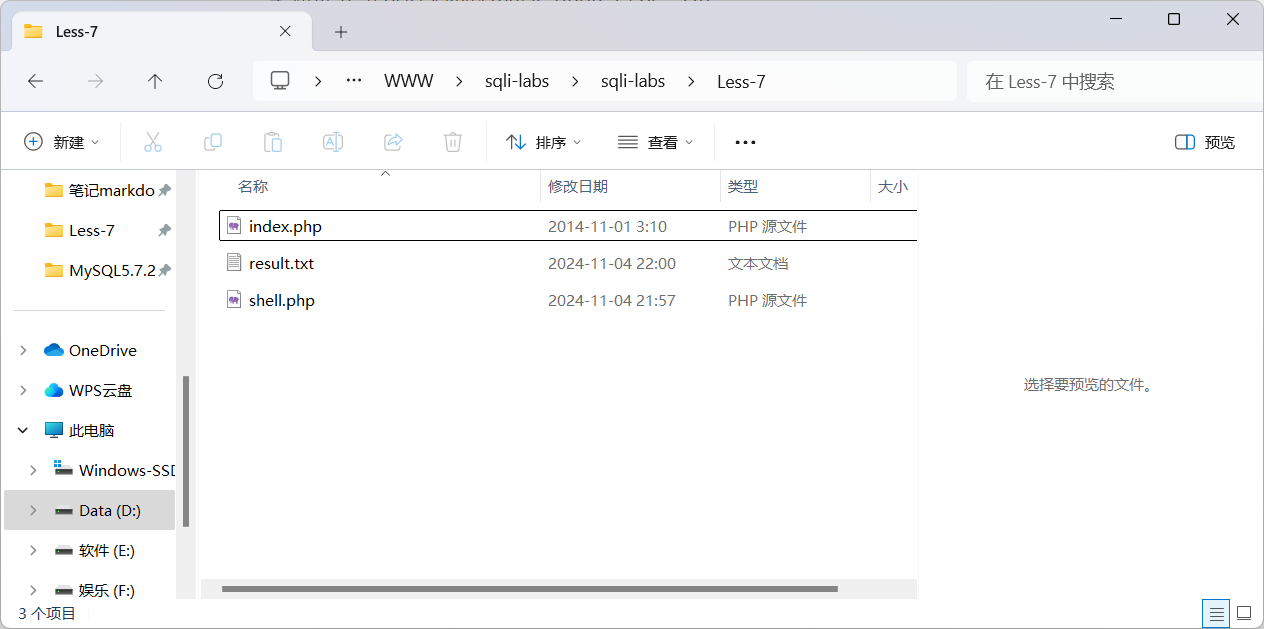 Less-7
WWW
sqli-labs
sqli-labs
Less-7
在 Less-7 中搜索
新建
排序
查看
预览
笔记markdo
Less-7
MySQL5.7.2
OneDrive
WPS云盘
此电脑
Windows-SSD
Data (D:)
软件 (E:)
娱乐 (F:)
名称
修改日期
类型
大小
index.php
2014-11-01 3:10
PHP 源文件
result.txt
2024-11-04 22:00
文本文档
shell.php
2024-11-04 21:57
PHP 源文件
选择要预览的文件。
3 个项目